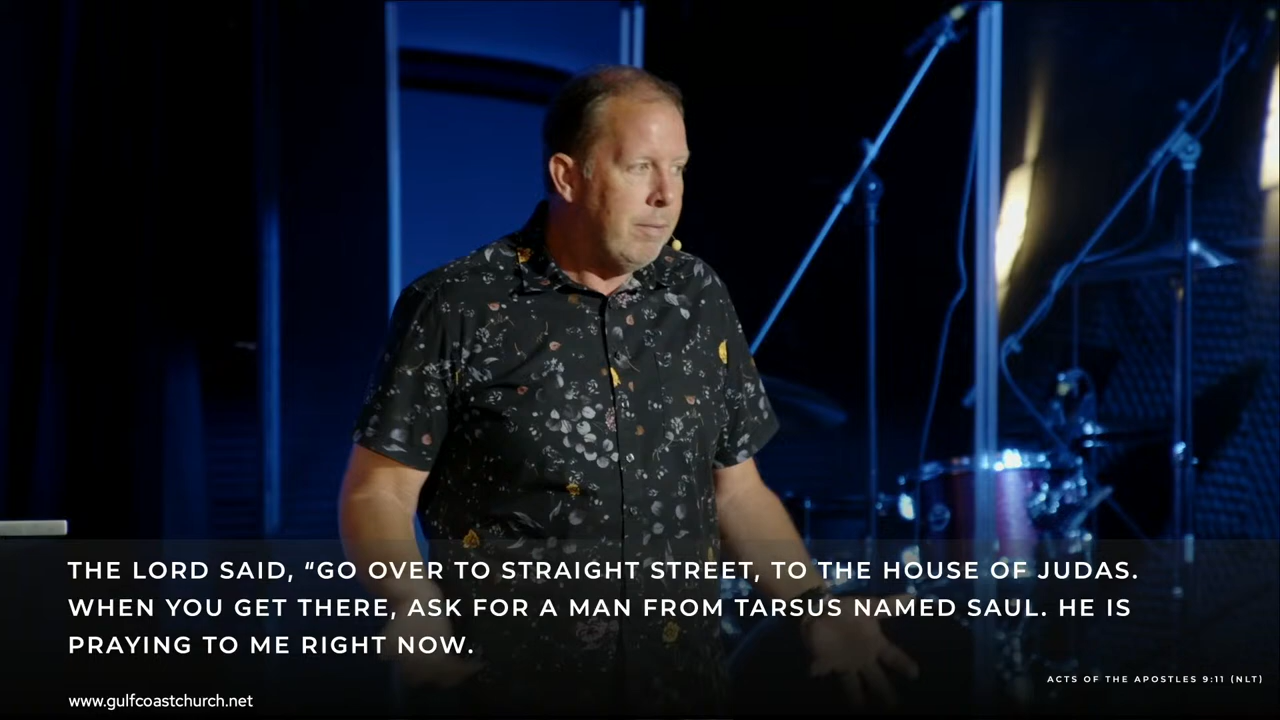 THE LORD SAID, “GO OVER TO STRAIGHT STREET, TO THE HOUSE OF JUDAS.
WHEN YOU GET THERE, ASK FOR A MAN FROM TARSUS NAMED SAUL. HE IS
PRAYING TO ME RIGHT NOW.
ACTS OF THE APOSTLES 9:11 (NLT)
www.gulfcoastchurch.net